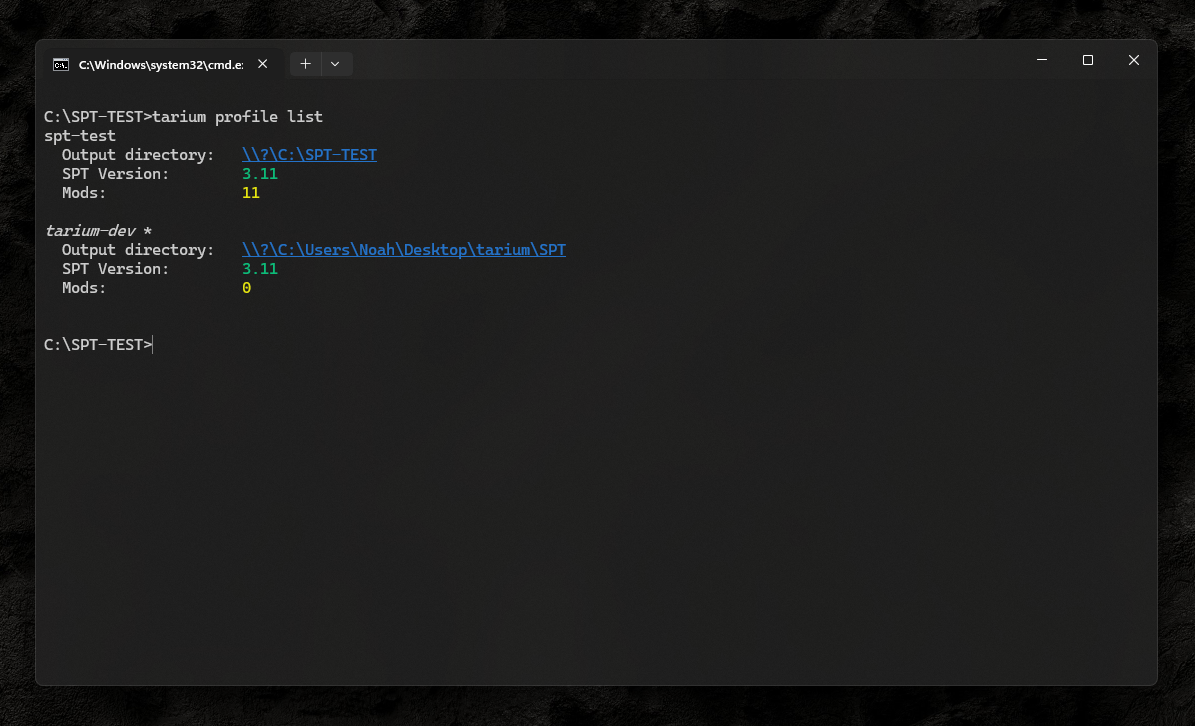 C:\Windows\system32\cmd.e:
C:\SPT-TEST>tarium profile list
spt-test
Output directory: \\?\C:\SPT-TEST
SPT Version: 3.11
Mods: 11
tarium-dev *
Output directory: \\?\C:\Users\Noah\Desktop\tarium\SPT
SPT Version: 3.11
Mods: 0
C:\SPT-TEST>